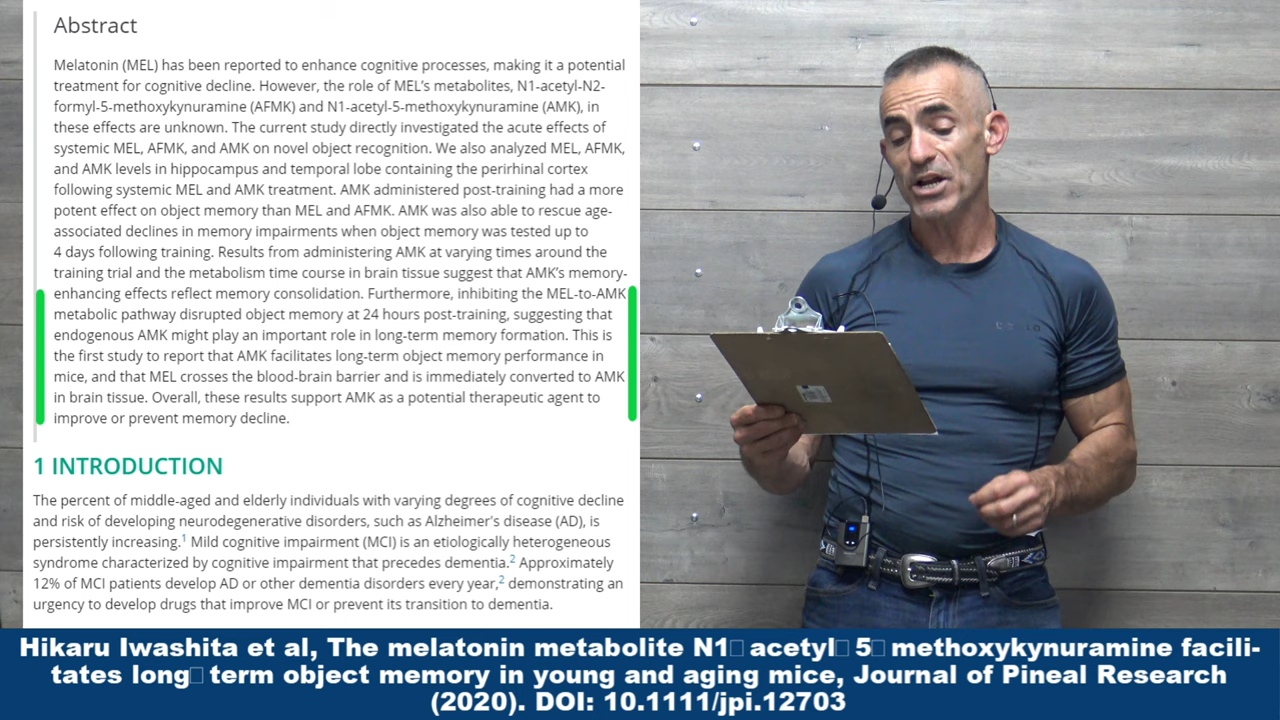 Abstract
Melatonin (MEL) has been reported to enhance cognitive processes, making it a potential
treatment for cognitive decline. However, the role of MEL's metabolites, N1-acetyl-N2-
formyl-5-methoxykynuramine (AFMK) and N1-acetyl-5-methoxykynuramine (AMK), in
these effects are unknown. The current study directly investigated the acute effects of
systemic MEL, AFMK, and AMK on novel object recognition. We also analyzed MEL, AFMK,
and AMK levels in hippocampus and temporal lobe containing the perirhinal cortex
following systemic MEL and AMK treatment. AMK administered post-training had a more
potent effect on object memory than MEL and AFMK. AMK was also able to rescue age-
associated declines in memory impairments when object memory was tested up to
4 days following training. Results from administering AMK at varying times around the
training trial and the metabolism time course in brain tissue suggest that AMK's memory-
enhancing effects reflect memory consolidation. Furthermore, inhibiting the MEL-to-AMK
metabolic pathway disrupted object memory at 24 hours post-training, suggesting that
endogenous AMK might play an important role in long-term memory formation. This is
the first study to report that AMK facilitates long-term object memory performance in
mice, and that MEL crosses the blood-brain barrier and is immediately converted to AMK
in brain tissue. Overall, these results support AMK as a potential therapeutic agent to
improve or prevent memory decline.
1 INTRODUCTION
The percent of middle-aged and elderly individuals with varying degrees of cognitive decline
and risk of developing neurodegenerative disorders, such as Alzheimer's disease (AD), is
persistently increasing.1 Mild cognitive impairment (MCI) is an etiologically heterogeneous
syndrome characterized by cognitive impairment that precedes dementia.2 Approximately
12% of MCI patients develop AD or other dementia disorders every year,2 demonstrating an
urgency to develop drugs that improve MCI or prevent its transition to dementia.
Hikaru Iwashita et al, The melatonin metabolite N1□acetyl□5□methoxykynuramine facili-
tates long□term object memory in young and aging mice, Journal of Pineal Research
(2020). DOI: 10.1111/jpi.12703